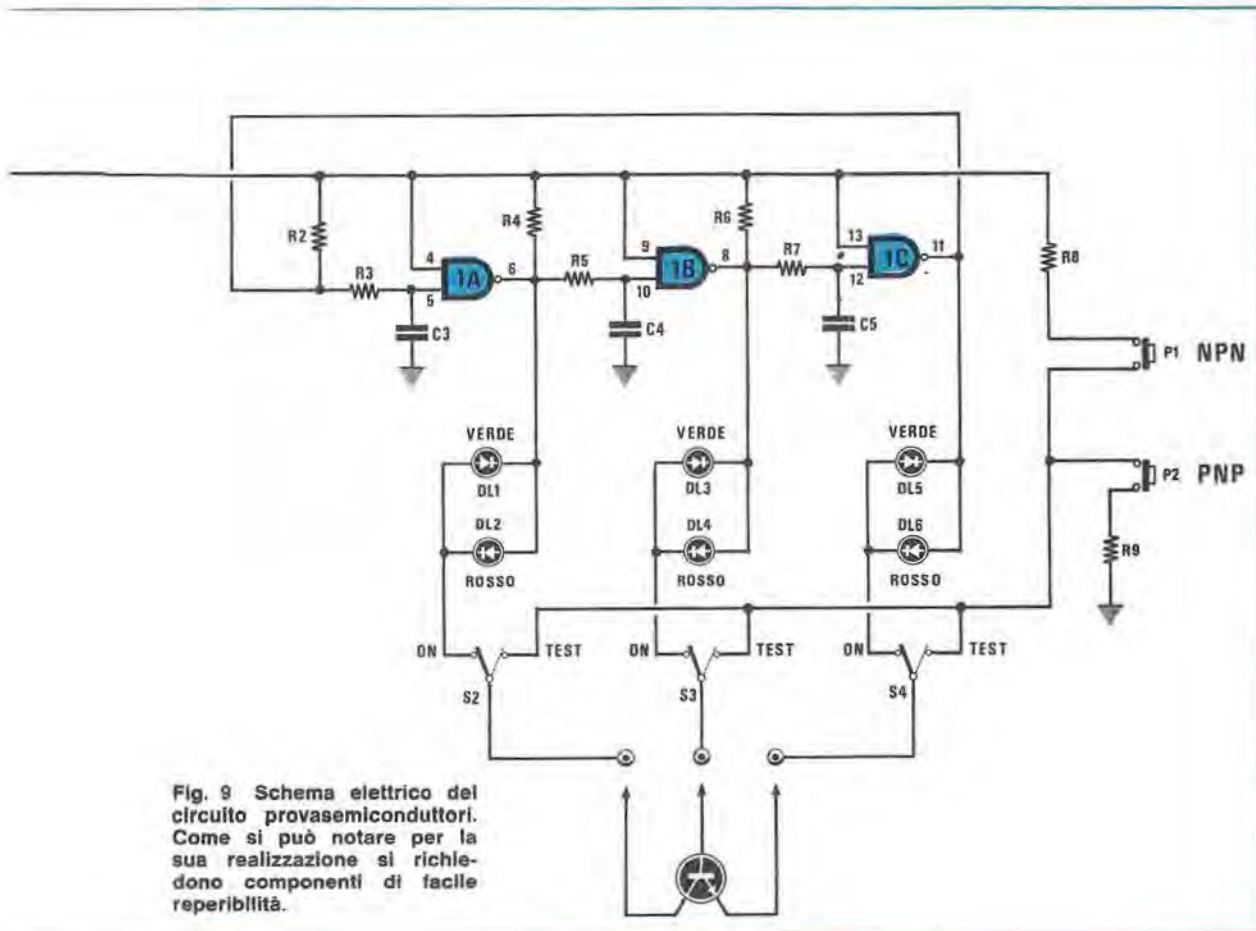 R2
R3
4
5
1A
6
C3
R4
R5
9
10
1B
8
C4
R6
R7
13
12
1C
11
C5
R8
P1 NPN
P2 PNP
R9
VERDE
DL1
DL2
ROSSO
VERDE
DL3
DL4
ROSSO
VERDE
DL5
DL6
ROSSO
ON
TEST
S2
ON
TEST
S3
ON
TEST
S4
Fig. 9 Schema elettrico del
circuito provasemiconduttori.
Come si può notare per la
sua realizzazione si richie-
dono componenti di facile
reperibilità.